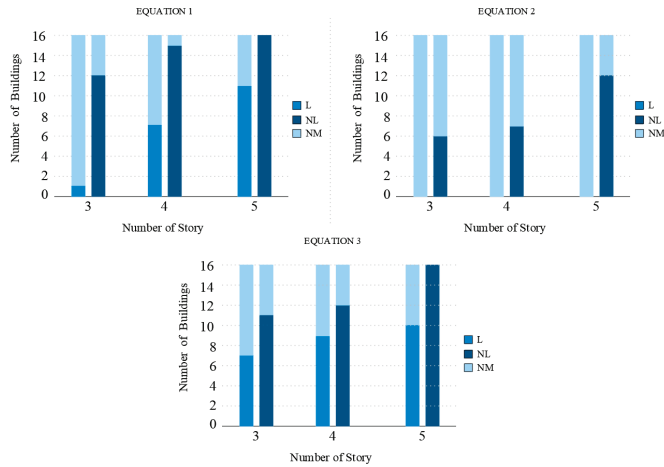 EQUATION 1
Number of Buildings
16
14
12
10
8
6
4
2
0
3 4 5
Number of Story
L
NL
NM
EQUATION 2
Number of Buildings
16
14
12
10
8
6
4
2
0
3 4 5
Number of Story
L
NL
NM
EQUATION 3
Number of Buildings
16
14
12
10
8
6
4
2
0
3 4 5
Number of Story
L
NL
NM